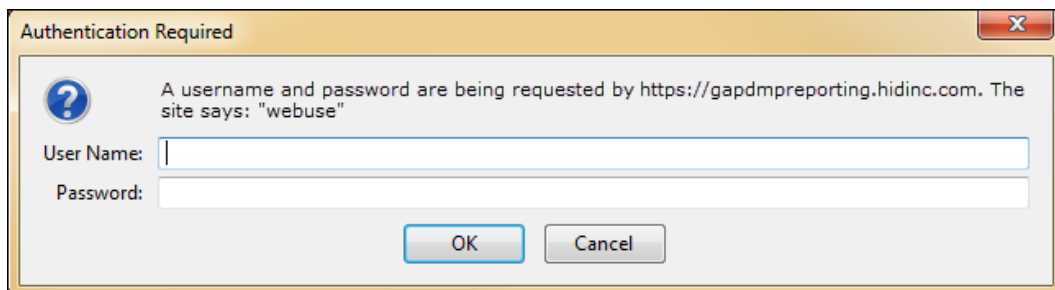 Authentication Required
A username and password are being requested by https://gapdmpreporting.hidinc.com. The
site says: "webuse"
User Name:
Password:
OK Cancel